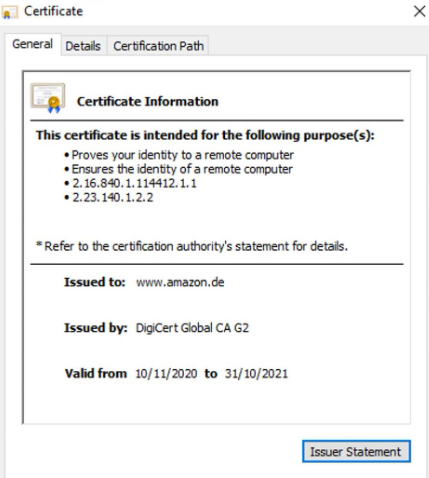 Certificate
General Details Certification Path
Certificate Information
This certificate is intended for the following purpose(s):
• Proves your identity to a remote computer
• Ensures the identity of a remote computer
• 2.16.840.1.114412.1.1
• 2.23.140.1.2.2
* Refer to the certification authority's statement for details.
Issued to: www.amazon.de
Issued by: DigiCert Global CA G2
Valid from 10/11/2020 to 31/10/2021
Issuer Statement